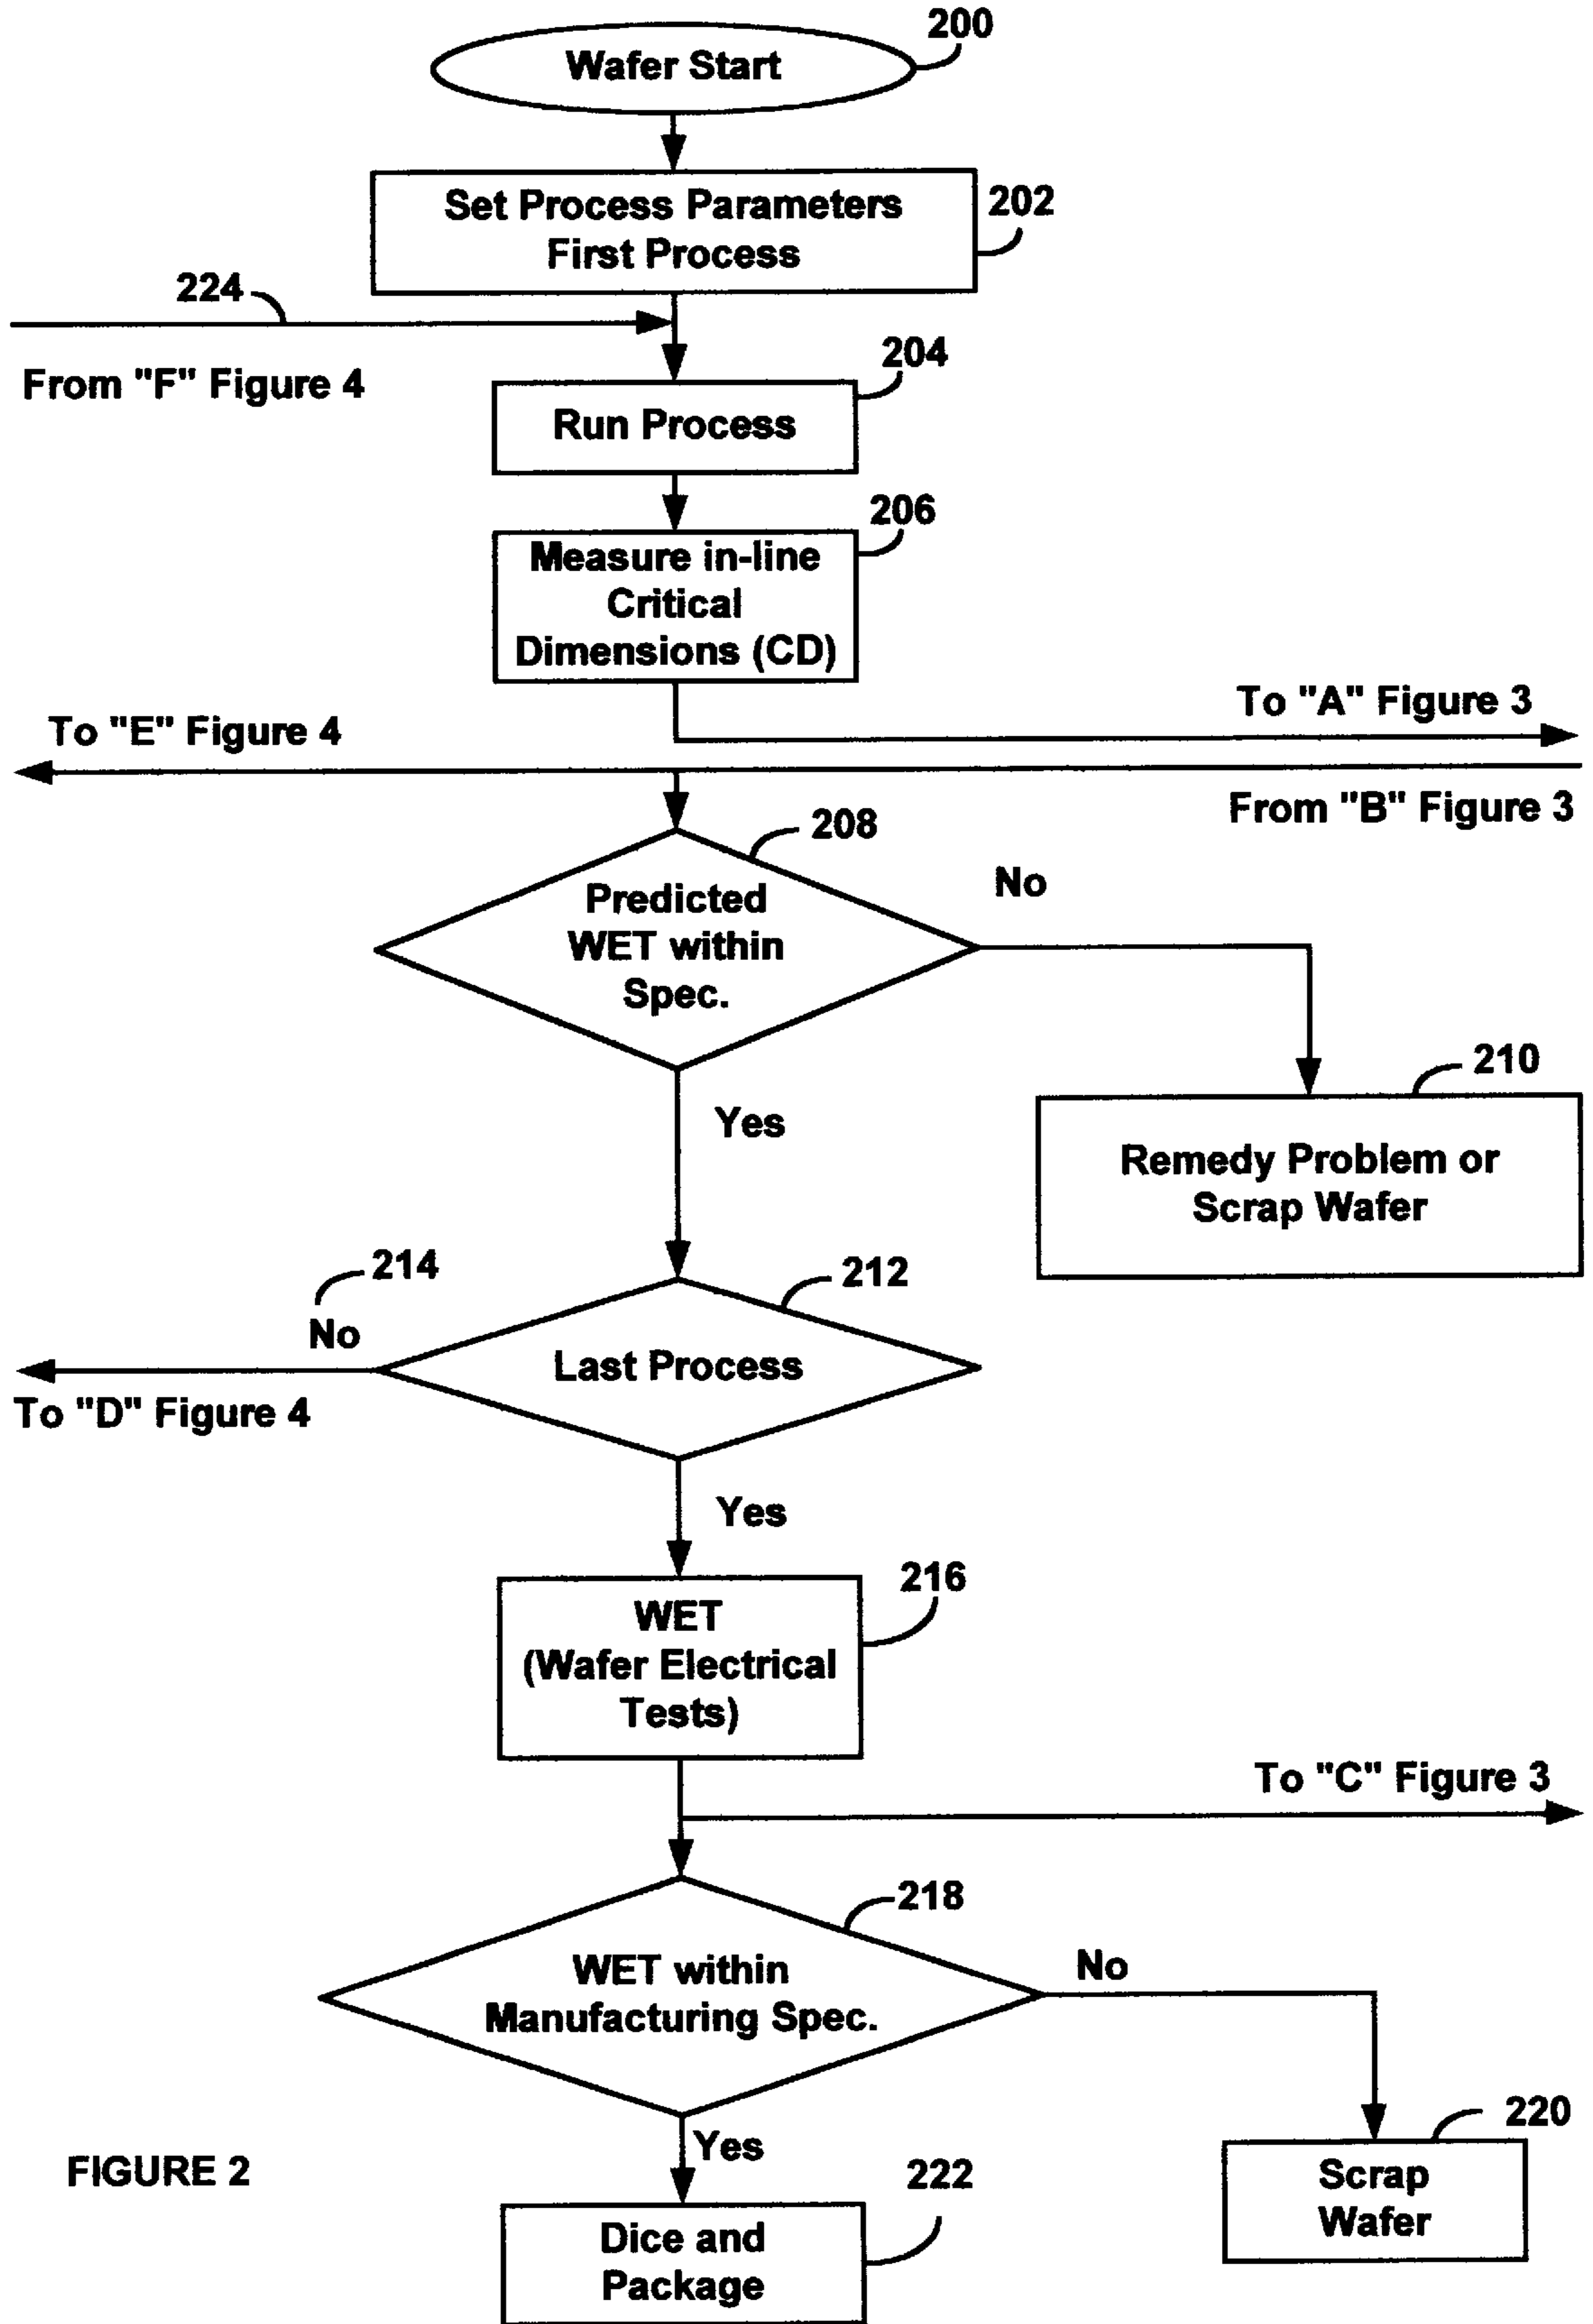 200
Wafer Start
202
Set Process Parameters
First Process
224
From "F" Figure 4
204
Run Process
206
Measure in-line
Critical
Dimensions (CD)
To "A" Figure 3
To "E" Figure 4
From "B" Figure 3
208
Predicted
WET within
Spec.
No
210
Remedy Problem or
Scrap Wafer
Yes
214
No
212
Last Process
To "D" Figure 4
Yes
216
WET
(Wafer Electrical
Tests)
To "C" Figure 3
218
WET within
Manufacturing Spec.
No
220
Scrap
Wafer
Yes
FIGURE 2
222
Dice and
Package